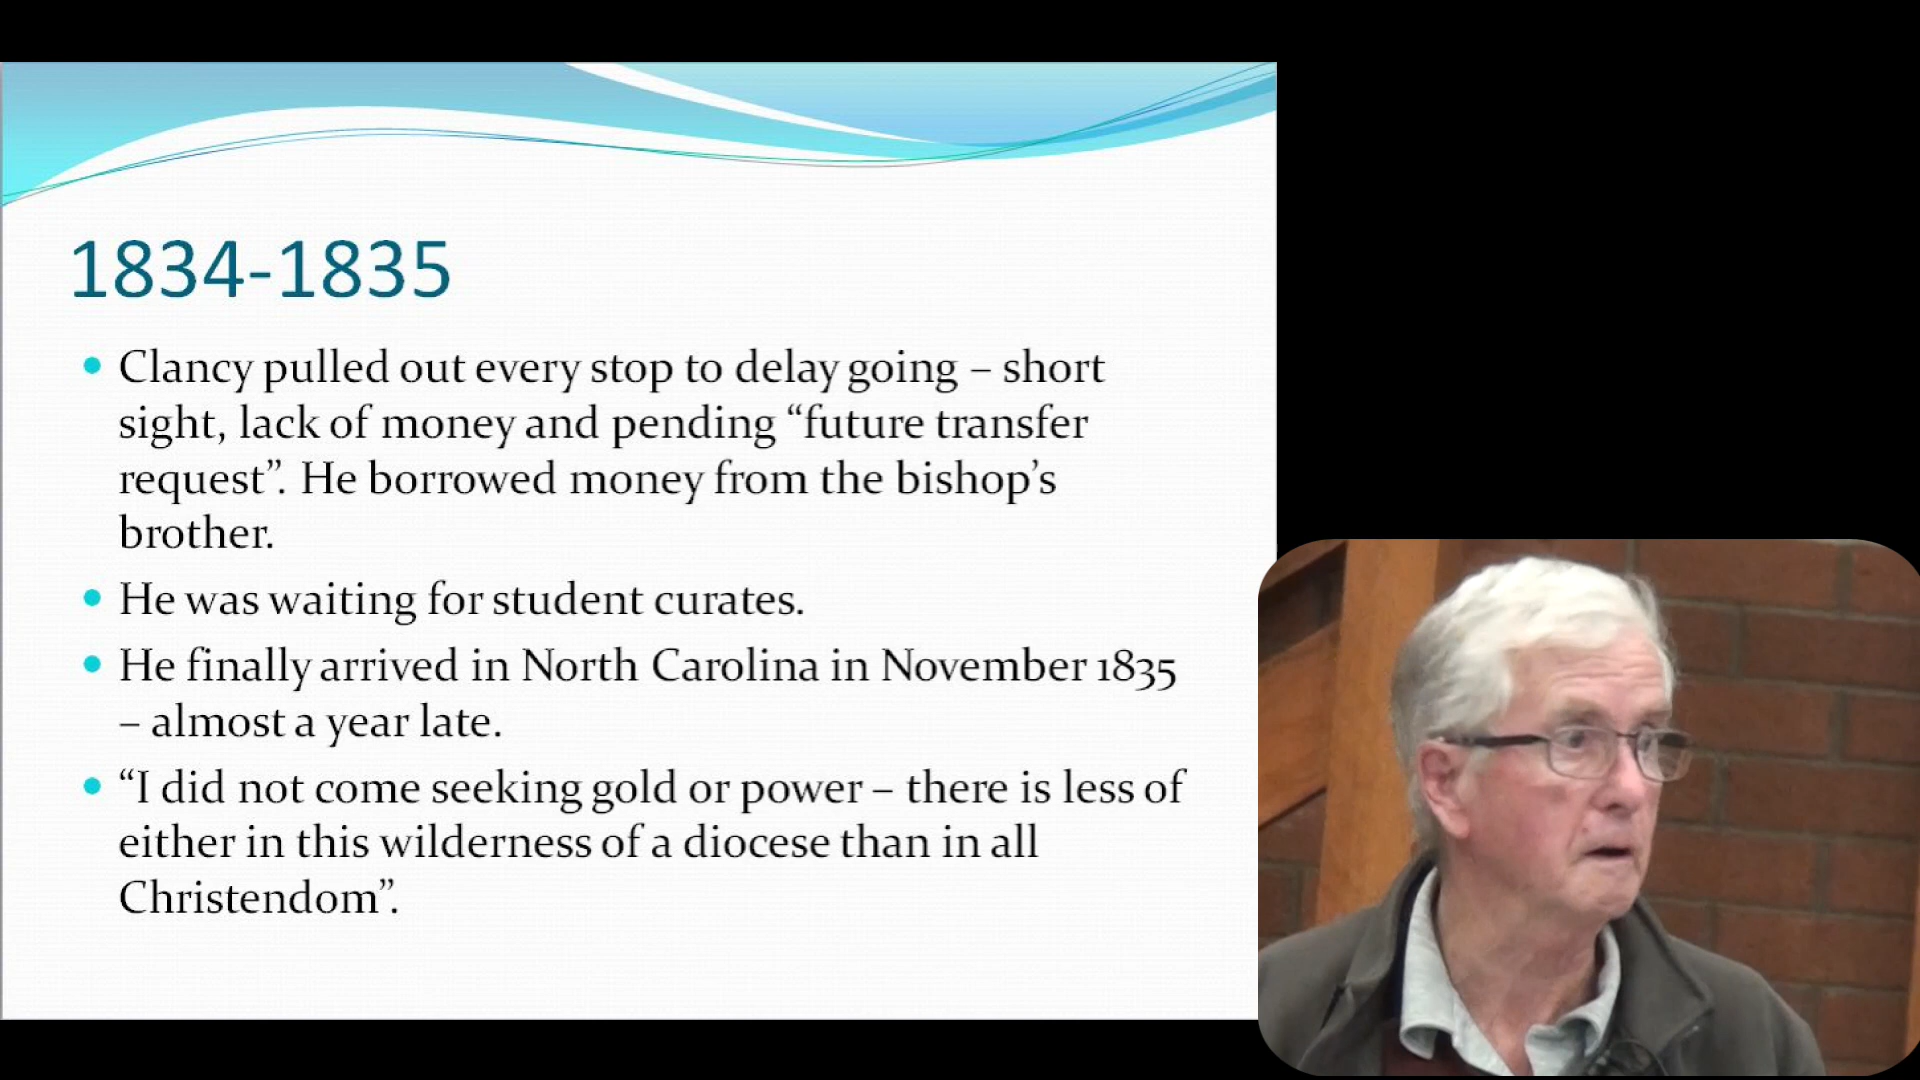 1834-1835
Clancy pulled out every stop to delay going – short
sight, lack of money and pending “future transfer
request”. He borrowed money from the bishop’s
brother.
He was waiting for student curates.
He finally arrived in North Carolina in November 1835
– almost a year late.
“I did not come seeking gold or power – there is less of
either in this wilderness of a diocese than in all
Christendom”.